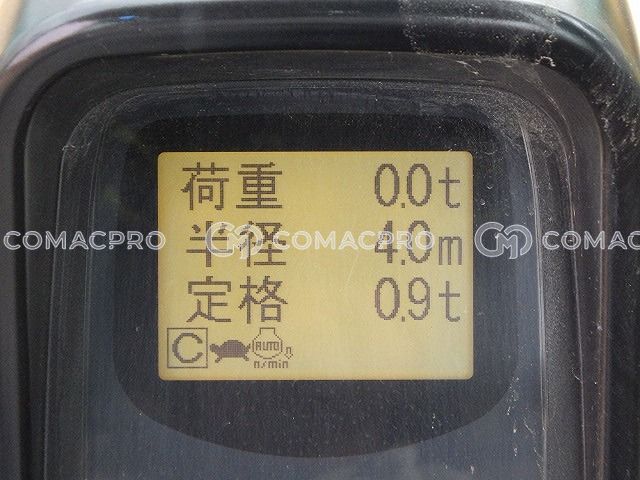 荷重 0.0t
半径 4.0m
COMACPRO COMACPRO COMACPRO
定格 0.9t
C AUTO
n/min